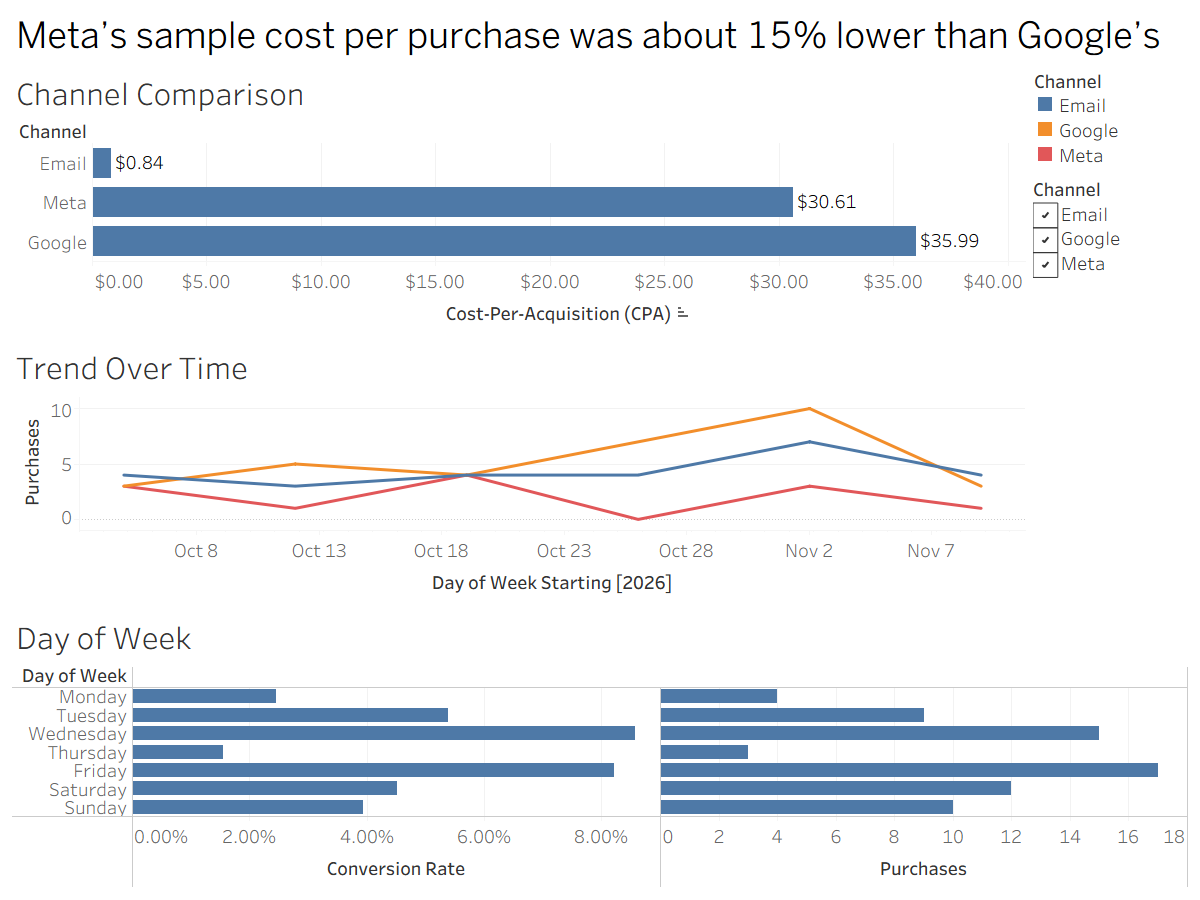 Meta’s sample cost per purchase was about 15% lower than Google’s
Channel Comparison
Channel
Email $0.84
Meta $30.61
Google $35.99
$0.00 $5.00 $10.00 $15.00 $20.00 $25.00 $30.00 $35.00 $40.00
Cost-Per-Acquisition (CPA)
Channel
Email
Google
Meta
Channel
Email
Google
Meta
Trend Over Time
Purchases
10
5
0
Oct 8 Oct 13 Oct 18 Oct 23 Oct 28 Nov 2 Nov 7
Day of Week Starting [2026]
Day of Week
Day of Week
Monday
Tuesday
Wednesday
Thursday
Friday
Saturday
Sunday
0.00% 2.00% 4.00% 6.00% 8.00% 0 2 4 6 8 10 12 14 16 18
Conversion Rate Purchases